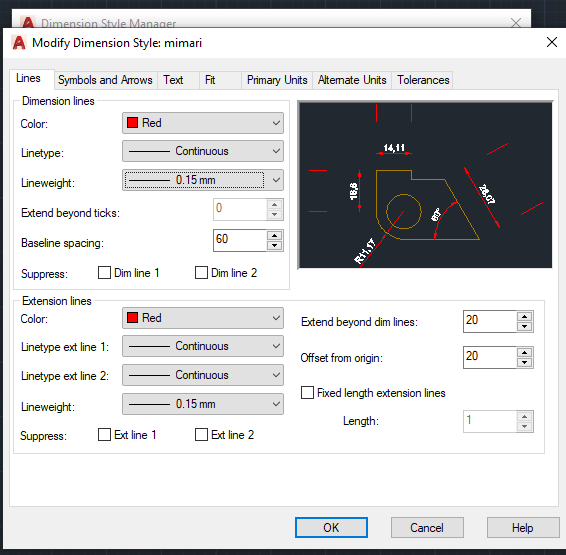 Dimension Style Manager
Modify Dimension Style: mimari
Lines Symbols and Arrows Text Fit Primary Units Alternate Units Tolerances
Dimension lines
Color: Red
Linetype: Continuous
Lineweight: 0.15 mm
Extend beyond ticks: 0
Baseline spacing: 60
Suppress: Dim line 1 Dim line 2
14,11
16,6
28,07
60°
R11,17
Extension lines
Color: Red
Linetype ext line 1: Continuous
Linetype ext line 2: Continuous
Lineweight: 0.15 mm
Suppress: Ext line 1 Ext line 2
Extend beyond dim lines: 20
Offset from origin: 20
Fixed length extension lines
Length: 1
OK Cancel Help